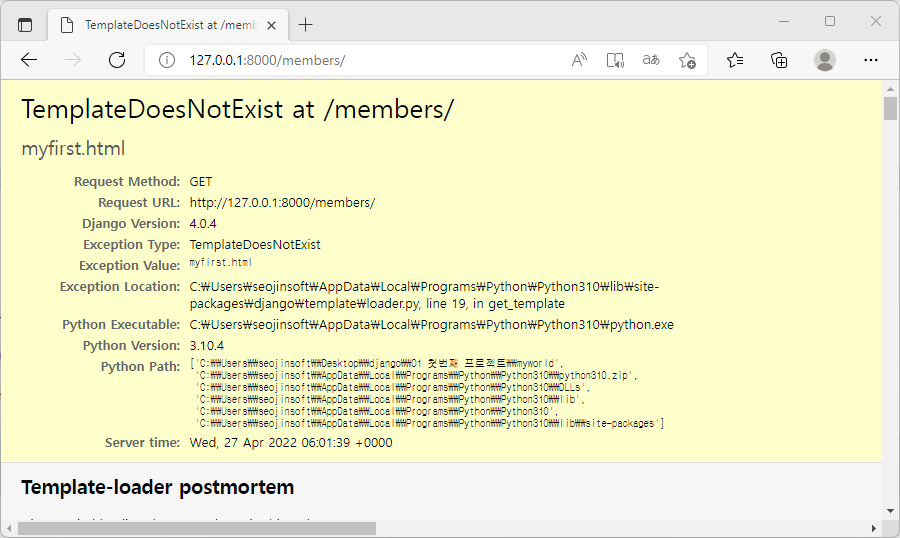 TemplateDoesNotExist at /memb
127.0.0.1:8000/members/
TemplateDoesNotExist at /members/
myfirst.html
Request Method: GET
Request URL: http://127.0.0.1:8000/members/
Django Version: 4.0.4
Exception Type: TemplateDoesNotExist
Exception Value: myfirst.html
Exception Location: C:₩Users₩seojinsoft₩AppData₩Local₩Programs₩Python₩Python310₩lib₩site-
packages₩django₩template₩loader.py, line 19, in get_template
Python Executable: C:₩Users₩seojinsoft₩AppData₩Local₩Programs₩Python₩Python310₩python.exe
Python Version: 3.10.4
Python Path: ['C:₩₩Users₩₩seojinsoft₩₩Desktop₩₩django₩₩01 첫번째 프로젝트₩₩myworld',
'C:₩₩Users₩₩seojinsoft₩₩AppData₩₩Local₩₩Programs₩₩Python₩₩Python310₩₩python310.zip',
'C:₩₩Users₩₩seojinsoft₩₩AppData₩₩Local₩₩Programs₩₩Python₩₩Python310₩₩DLLs',
'C:₩₩Users₩₩seojinsoft₩₩AppData₩₩Local₩₩Programs₩₩Python₩₩Python310₩₩lib',
'C:₩₩Users₩₩seojinsoft₩₩AppData₩₩Local₩₩Programs₩₩Python₩₩Python310',
'C:₩₩Users₩₩seojinsoft₩₩AppData₩₩Local₩₩Programs₩₩Python₩₩Python310₩₩lib₩₩site-packages']
Server time: Wed, 27 Apr 2022 06:01:39 +0000
Template-loader postmortem